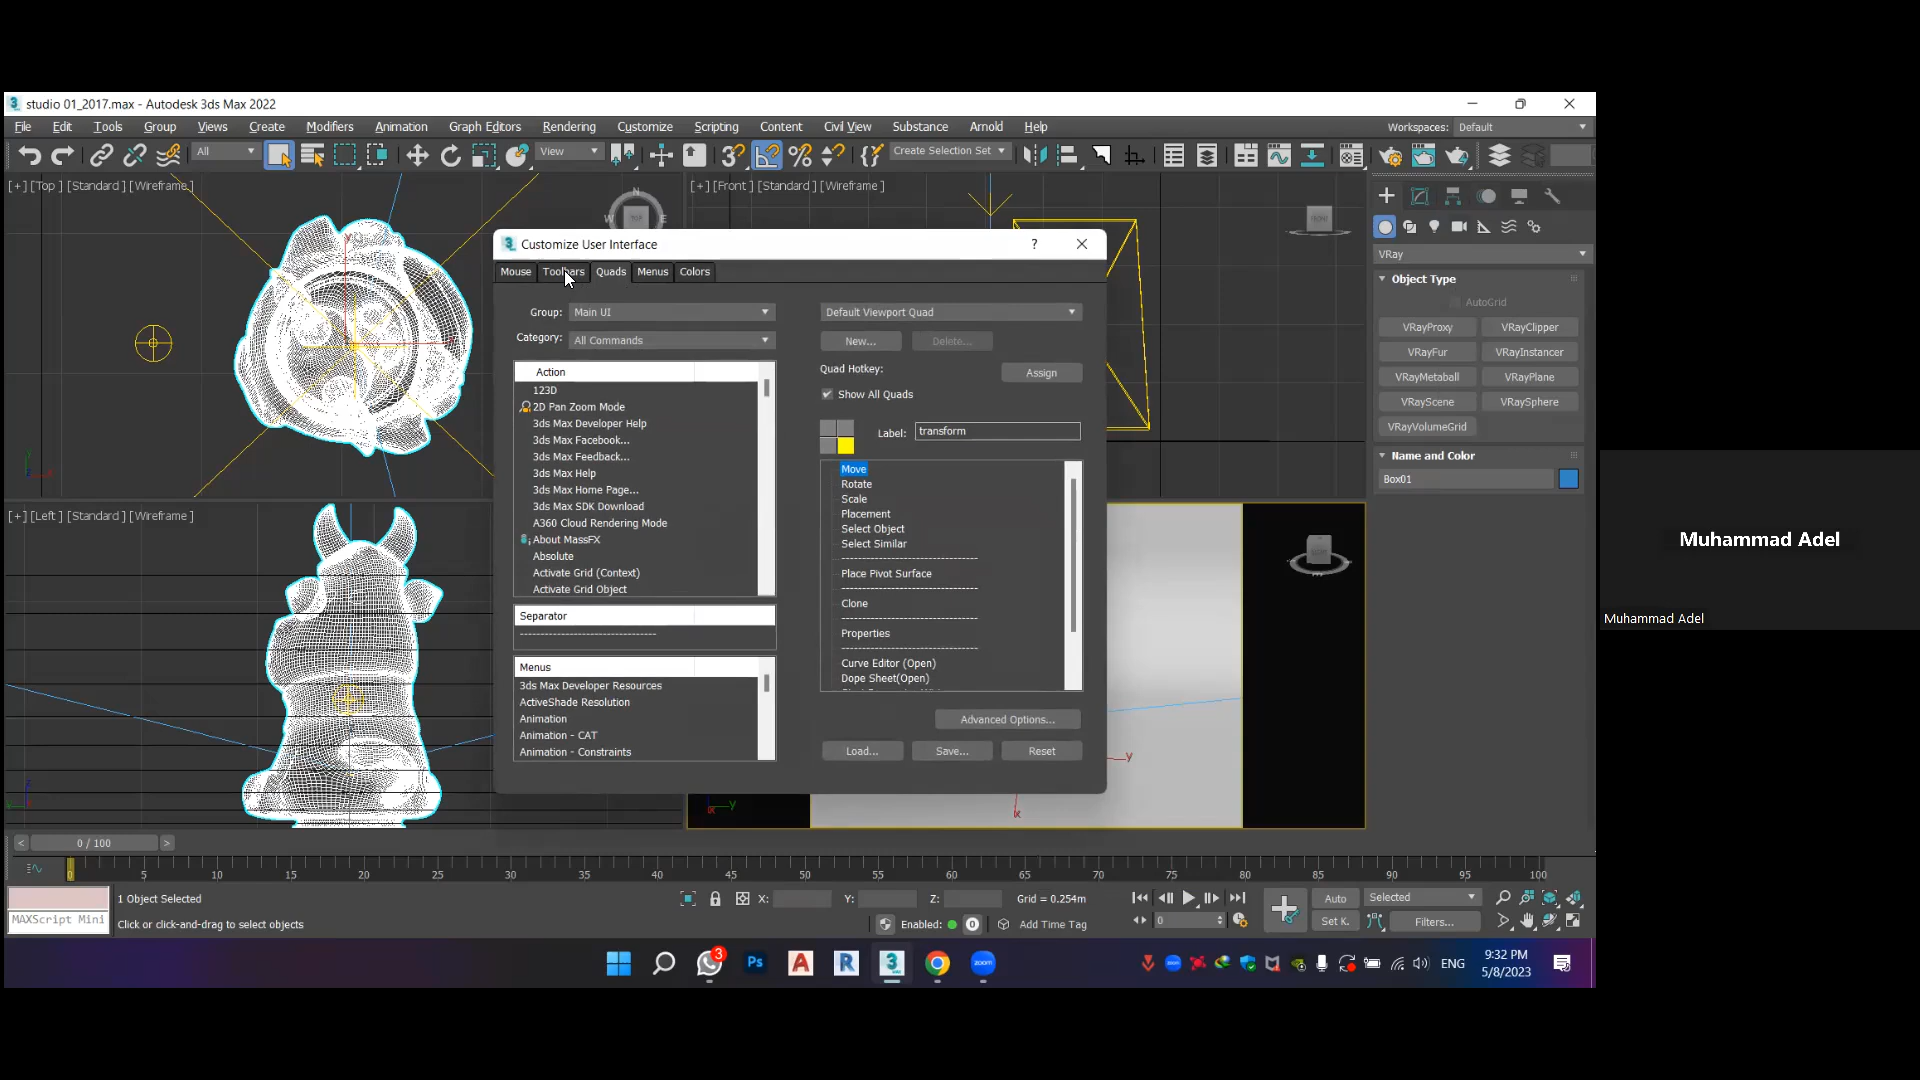 studio 01_2017.max - Autodesk 3ds Max 2022
File Edit Tools Group Views Create Modifiers Animation Graph Editors Rendering Customize Scripting Content Civil View Substance Arnold Help
Workspaces: Default
All
View
Create Selection Set
[+] [Top] [Standard] [Wireframe]
[+] [Front] [Standard] [Wireframe]
N
W TOP E
FRONT
Customize User Interface
?
Mouse Toolbars Quads Menus Colors
Group: Main UI
Category: All Commands
Action
123D
2D Pan Zoom Mode
3ds Max Developer Help
3ds Max Facebook...
3ds Max Feedback...
3ds Max Help
3ds Max Home Page...
3ds Max SDK Download
A360 Cloud Rendering Mode
About MassFX
Absolute
Activate Grid (Context)
Activate Grid Object
Separator
---------------------------------
Menus
3ds Max Developer Resources
ActiveShade Resolution
Animation
Animation - CAT
Animation - Constraints
Default Viewport Quad
New... Delete...
Quad Hotkey:
Assign
Show All Quads
Label: transform
Move
Rotate
Scale
Placement
Select Object
Select Similar
---------------------------------
Place Pivot Surface
---------------------------------
Clone
---------------------------------
Properties
---------------------------------
Curve Editor (Open)
Dope Sheet(Open)
Advanced Options...
Load... Save... Reset
VRay
Object Type
AutoGrid
VRayProxy VRayClipper
VRayFur VRayInstancer
VRayMetaball VRayPlane
VRayScene VRaySphere
VRayVolumeGrid
Name and Color
Box01
[+] [Left] [Standard] [Wireframe]
y
x
y
x
Muhammad Adel
Muhammad Adel
< 0 / 100 >
0 5 10 15 20 25 30 35 40 45 50 55 60 65 70 75 80 85 90 95 100
1 Object Selected
X: Y: Z: Grid = 0.254m
Auto Selected
MAXScript Mini
Click or click-and-drag to select objects
Enabled: 0 Add Time Tag
0
Set K. Filters...
3
Ps A R 3 zoom
ENG
9:32 PM
5/8/2023